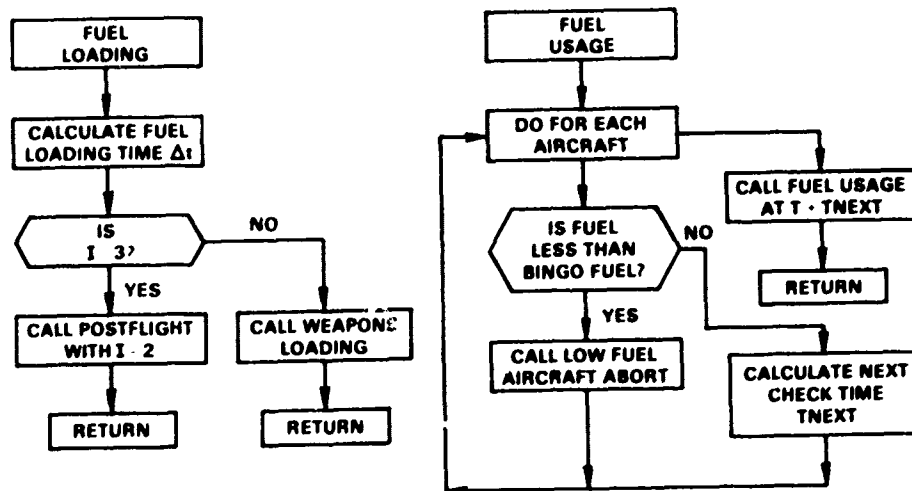 FUEL
LOADING
CALCULATE FUEL
LOADING TIME Δt
IS
I 3?
NO
YES
CALL POSTFLIGHT
WITH I - 2
CALL WEAPONS
LOADING
RETURN
RETURN
FUEL
USAGE
DO FOR EACH
AIRCRAFT
CALL FUEL USAGE
AT T · TNEXT
RETURN
IS FUEL
LESS THAN
BINGO FUEL?
NO
YES
CALL LOW FUEL
AIRCRAFT ABORT
CALCULATE NEXT
CHECK TIME
TNEXT